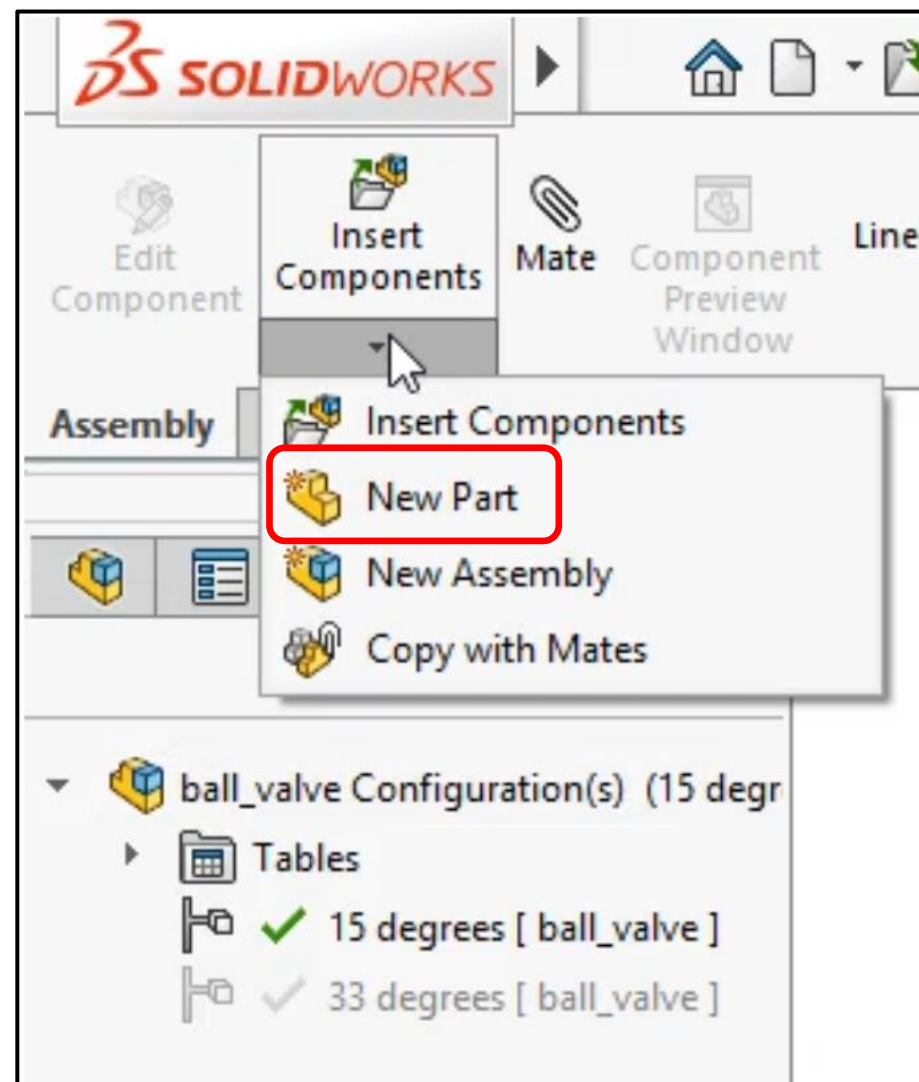 SOLIDWORKS
Edit
Component
Insert
Components
Mate
Component
Preview
Window
Line
Assembly
Insert Components
New Part
New Assembly
Copy with Mates
ball_valve Configuration(s) (15 degr
Tables
15 degrees [ ball_valve ]
33 degrees [ ball_valve ]